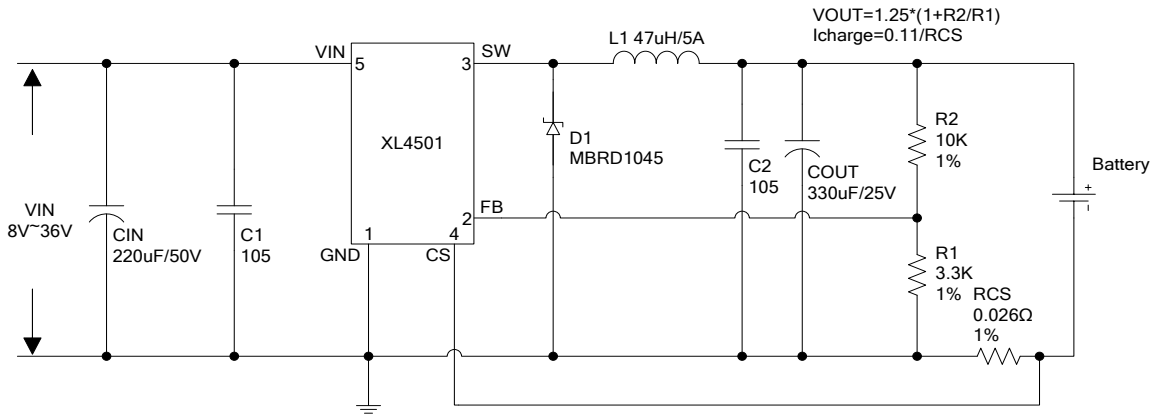 VOUT=1.25*(1+R2/R1)
Icharge=0.11/RCS
L1 47uH/5A
VIN
SW
5
3
XL4501
D1
MBRD1045
C2
105
COUT
330uF/25V
R2
10K
1%
Battery
+
-
VIN
8V~36V
CIN
220uF/50V
C1
105
2
FB
1
4
GND
CS
R1
3.3K
1%
RCS
0.026Ω
1%